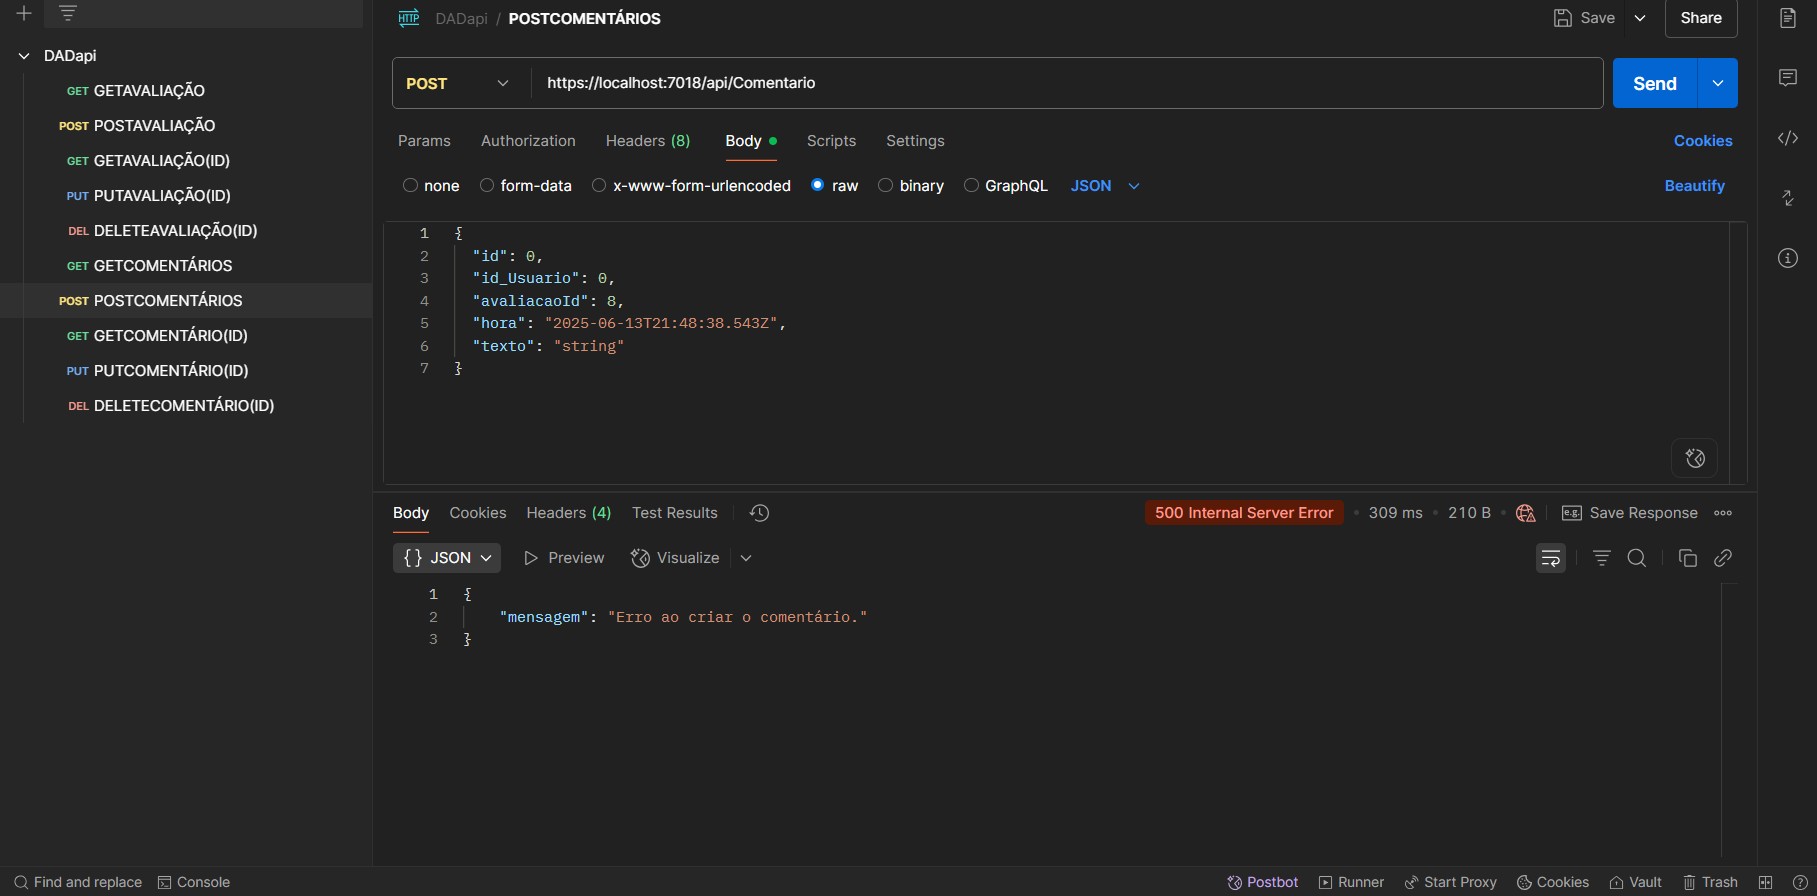 HTTP DADapi / POSTCOMENTÁRIOS Save Share
DADapi
GET GETAVALIAÇÃO
POST POSTAVALIAÇÃO
GET GETAVALIAÇÃO(ID)
PUT PUTAVALIAÇÃO(ID)
DEL DELETEAVALIAÇÃO(ID)
GET GETCOMENTÁRIOS
POST POSTCOMENTÁRIOS
GET GETCOMENTÁRIO(ID)
PUT PUTCOMENTÁRIO(ID)
DEL DELETECOMENTÁRIO(ID)
POST https://localhost:7018/api/Comentario Send
Params Authorization Headers (8) Body Scripts Settings Cookies
none form-data x-www-form-urlencoded raw binary GraphQL JSON Beautify
1 {
2 "id": 0,
3 "id_Usuario": 0,
4 "avaliacaoId": 8,
5 "hora": "2025-06-13T21:48:38.543Z",
6 "texto": "string"
7 }
Body Cookies Headers (4) Test Results 500 Internal Server Error • 309 ms • 210 B • e.g. Save Response
{} JSON Preview Visualize
1 {
2 "mensagem": "Erro ao criar o comentário."
3 }
Find and replace Console Postbot Runner Start Proxy Cookies Vault Trash